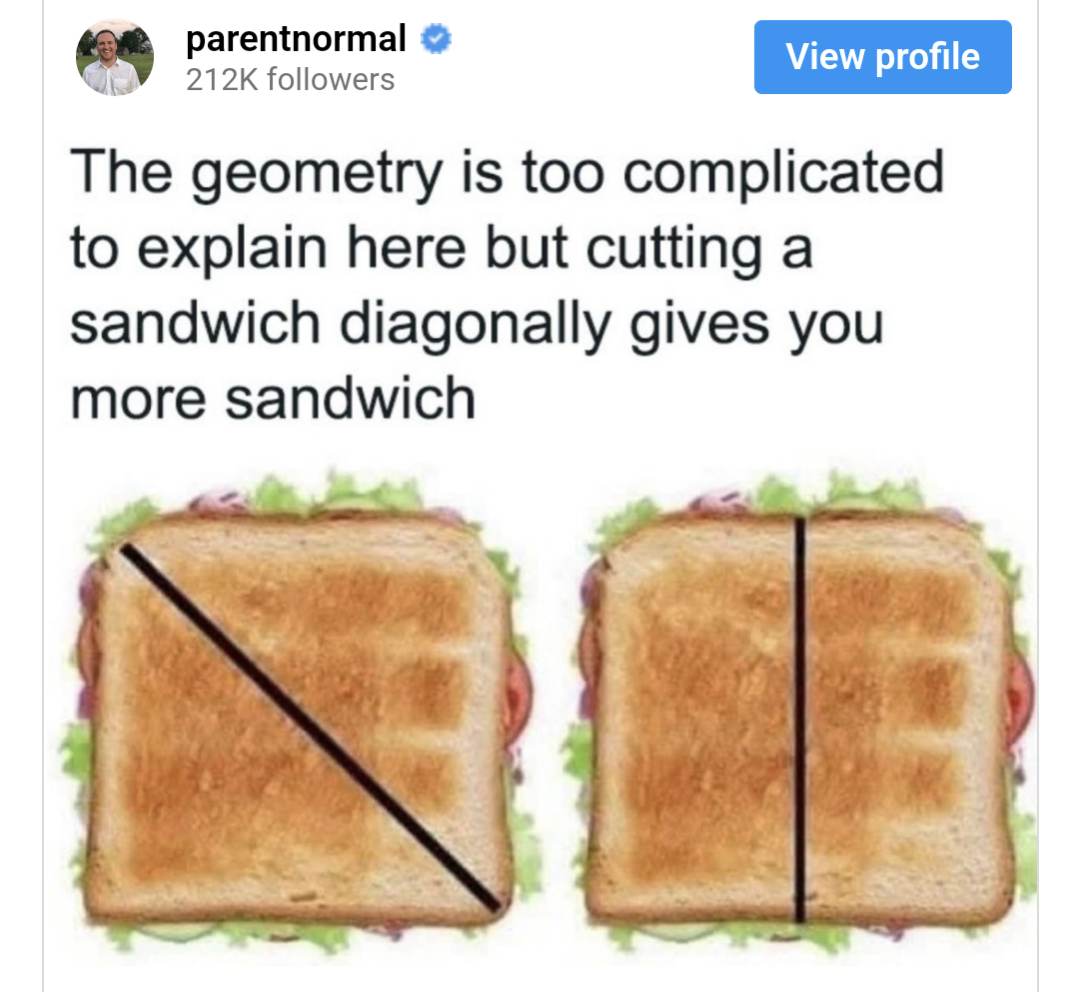 parentnormal
212K followers
View profile
The geometry is too complicated
to explain here but cutting a
sandwich diagonally gives you
more sandwich